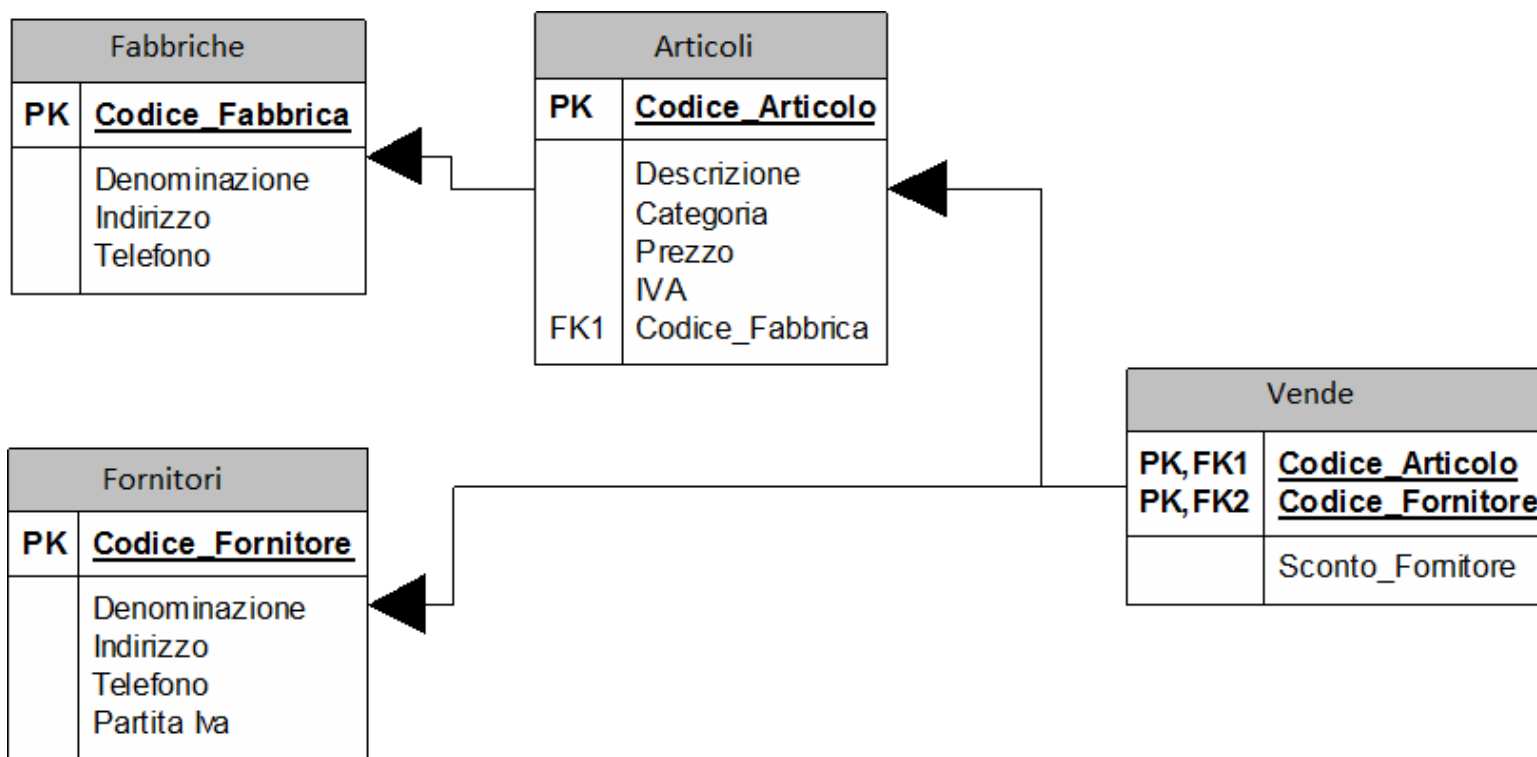 Fabbriche
PK Codice_Fabbrica
Denominazione
Indirizzo
Telefono
Articoli
PK Codice_Articolo
Descrizione
Categoria
Prezzo
IVA
FK1 Codice_Fabbrica
Fornitori
PK Codice_Fornitore
Denominazione
Indirizzo
Telefono
Partita Iva
Vende
PK,FK1 Codice_Articolo
PK,FK2 Codice_Fornitore
Sconto_Fornitore